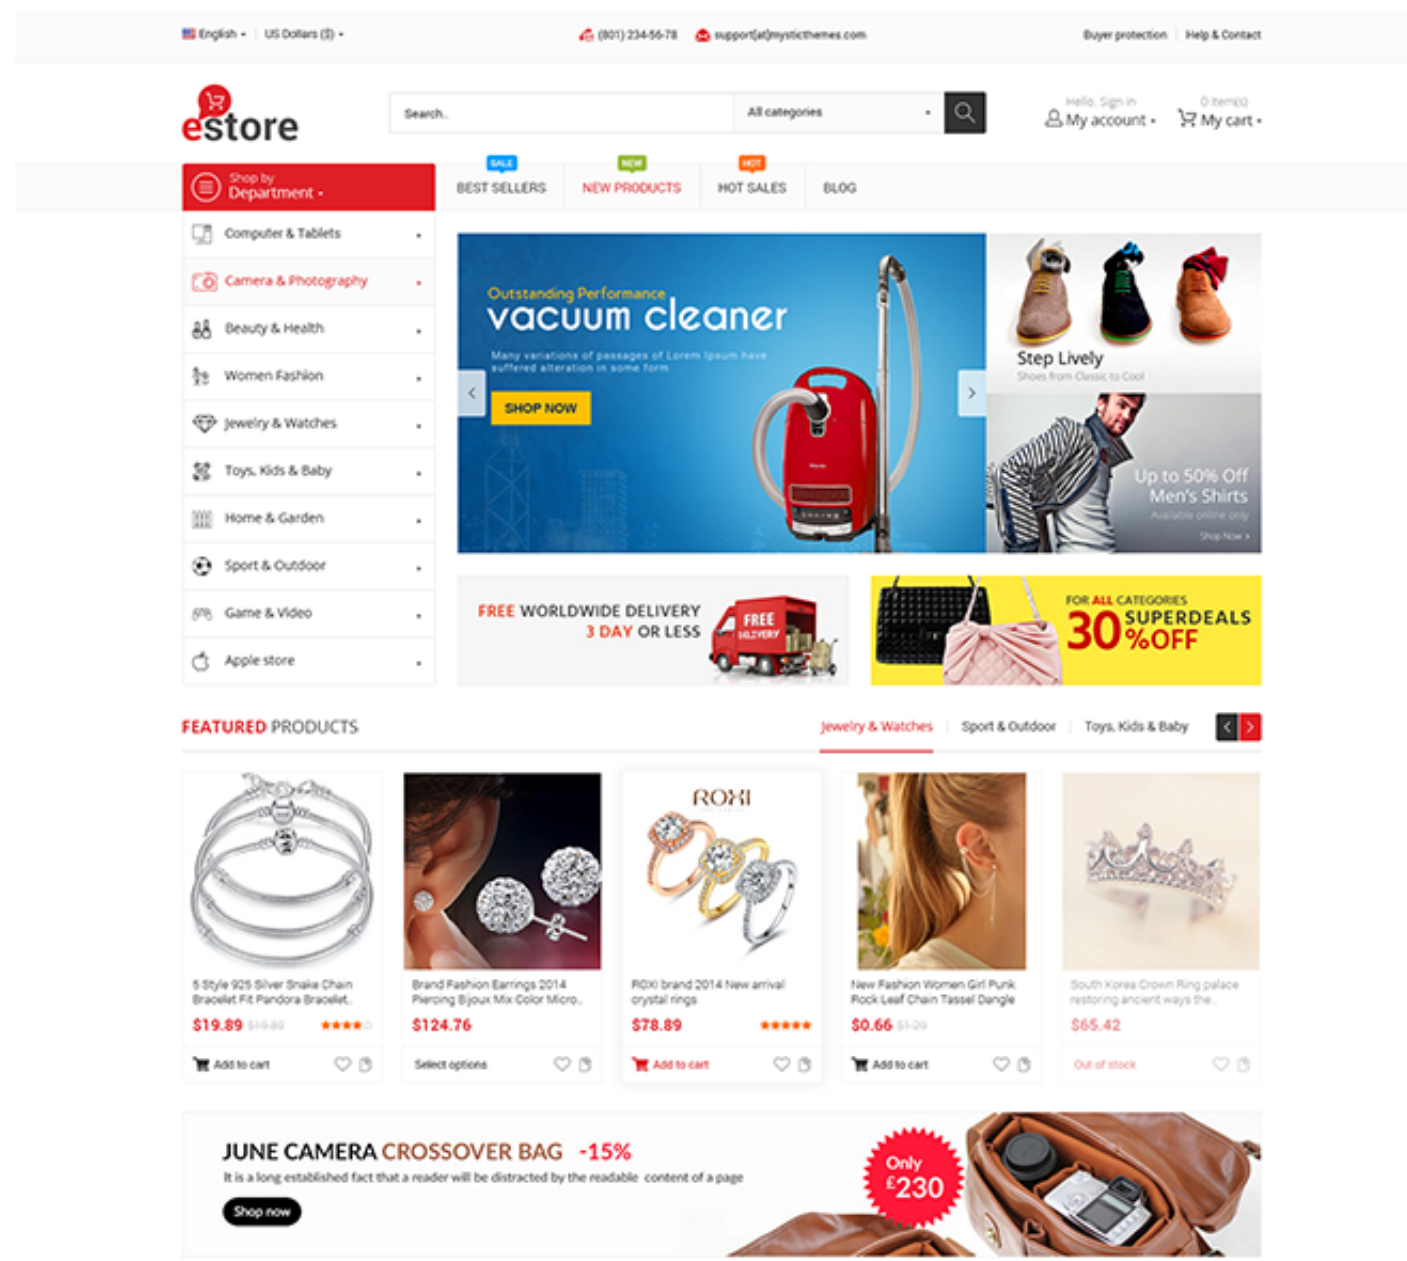 English
US Dollars ($)
(801) 234-56-78
support[at]mysticthemes.com
Buyer protection
Help & Contact
estore
Search..
All categories
Hello. Sign in
My account
0 item(s)
My cart
Shop by
Department
SALE
BEST SELLERS
NEW
NEW PRODUCTS
HOT
HOT SALES
BLOG
Computer & Tablets
Camera & Photography
Beauty & Health
Women Fashion
Jewelry & Watches
Toys, Kids & Baby
Home & Garden
Sport & Outdoor
Game & Video
Apple store
Outstanding Performance
vacuum cleaner
Many variations of passages of Lorem Ipsum have
suffered alteration in some form
SHOP NOW
Step Lively
Shoes from Classic to Cool
Up to 50% Off
Men's Shirts
Available online only
Shop Now
FREE WORLDWIDE DELIVERY
3 DAY OR LESS
FREE
DELIVERY
FOR ALL CATEGORIES
30 SUPERDEALS
%OFF
FEATURED PRODUCTS
Jewelry & Watches
Sport & Outdoor
Toys, Kids & Baby
ROXI
5 Style 925 Silver Snake Chain
Bracelet Fit Pandora Bracelet..
$19.89 $19.89
Add to cart
Brand Fashion Earrings 2014
Piercing Bijoux Mix Color Micro..
$124.76
Select options
ROXI brand 2014 New arrival
crystal rings
$78.89
Add to cart
New Fashion Women Girl Punk
Rock Leaf Chain Tassel Dangle
$0.66 $1.29
Add to cart
South Korea Crown Ring palace
restoring ancient ways the..
$65.42
Out of stock
JUNE CAMERA CROSSOVER BAG -15%
It is a long established fact that a reader will be distracted by the readable content of a page
Shop now
Only
£230